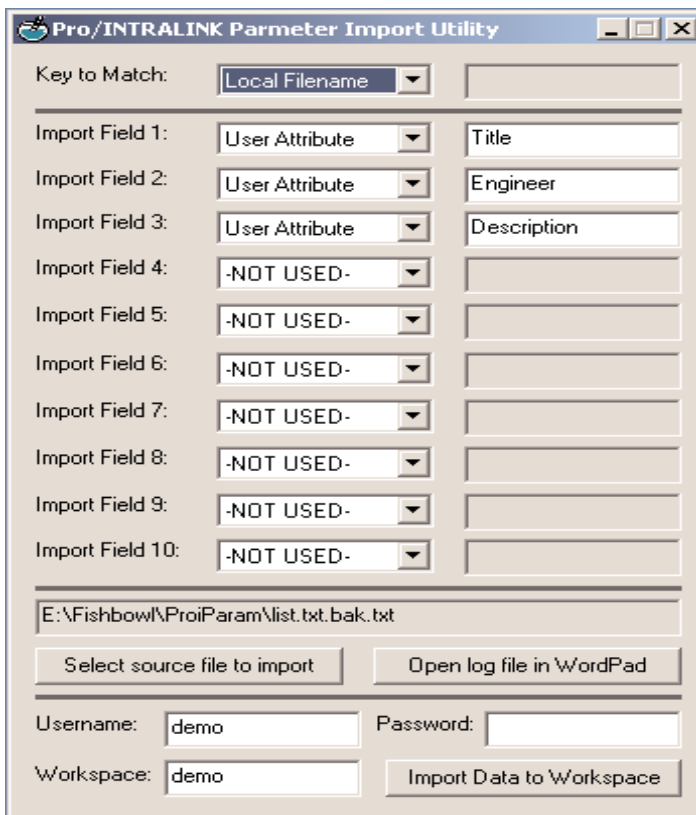 Pro/INTRALINK Parmeter Import Utility
Key to Match: Local Filename
Import Field 1: User Attribute Title
Import Field 2: User Attribute Engineer
Import Field 3: User Attribute Description
Import Field 4: -NOT USED-
Import Field 5: -NOT USED-
Import Field 6: -NOT USED-
Import Field 7: -NOT USED-
Import Field 8: -NOT USED-
Import Field 9: -NOT USED-
Import Field 10: -NOT USED-
E:\Fishbowl\ProiParam\list.txt.bak.txt
Select source file to import Open log file in WordPad
Username: demo Password:
Workspace: demo Import Data to Workspace